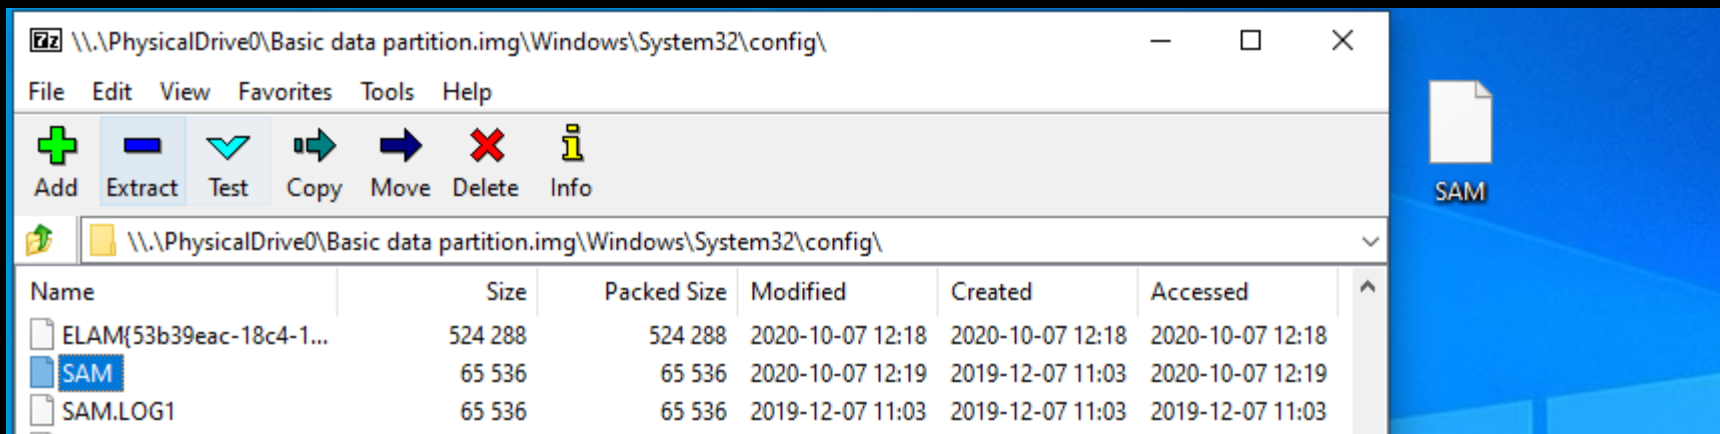 7z \\.\PhysicalDrive0\Basic data partition.img\Windows\System32\config\
File Edit View Favorites Tools Help
Add Extract Test Copy Move Delete Info
SAM
\\.\PhysicalDrive0\Basic data partition.img\Windows\System32\config\
Name Size Packed Size Modified Created Accessed
ELAM{53b39eac-18c4-1... 524 288 524 288 2020-10-07 12:18 2020-10-07 12:18 2020-10-07 12:18
SAM 65 536 65 536 2020-10-07 12:19 2019-12-07 11:03 2020-10-07 12:19
SAM.LOG1 65 536 65 536 2019-12-07 11:03 2019-12-07 11:03 2019-12-07 11:03